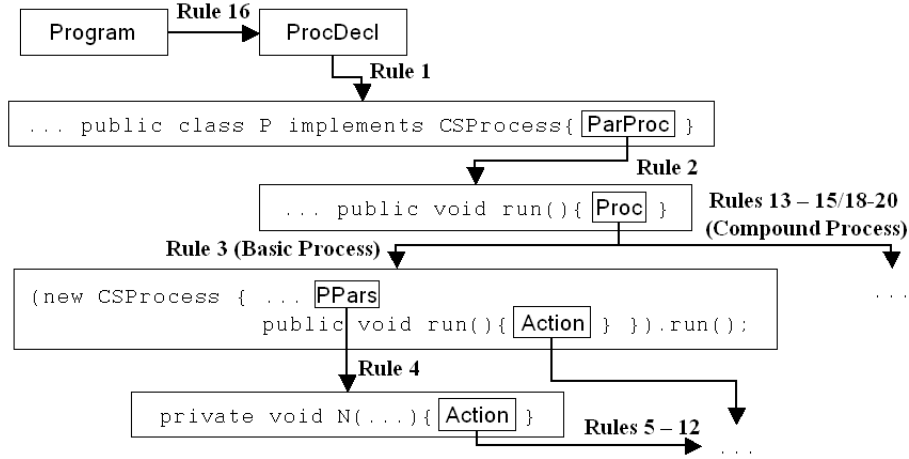 Rule 16
Program
ProcDecl
Rule 1
... public class P implements CSProcess{ ParProc }
Rule 2
... public void run(){ Proc }
Rules 13 – 15/18-20
(Compound Process)
Rule 3 (Basic Process)
(new CSProcess { ... PPars
public void run(){ Action } }).run();
...
Rule 4
private void N(...){ Action }
Rules 5 – 12
...